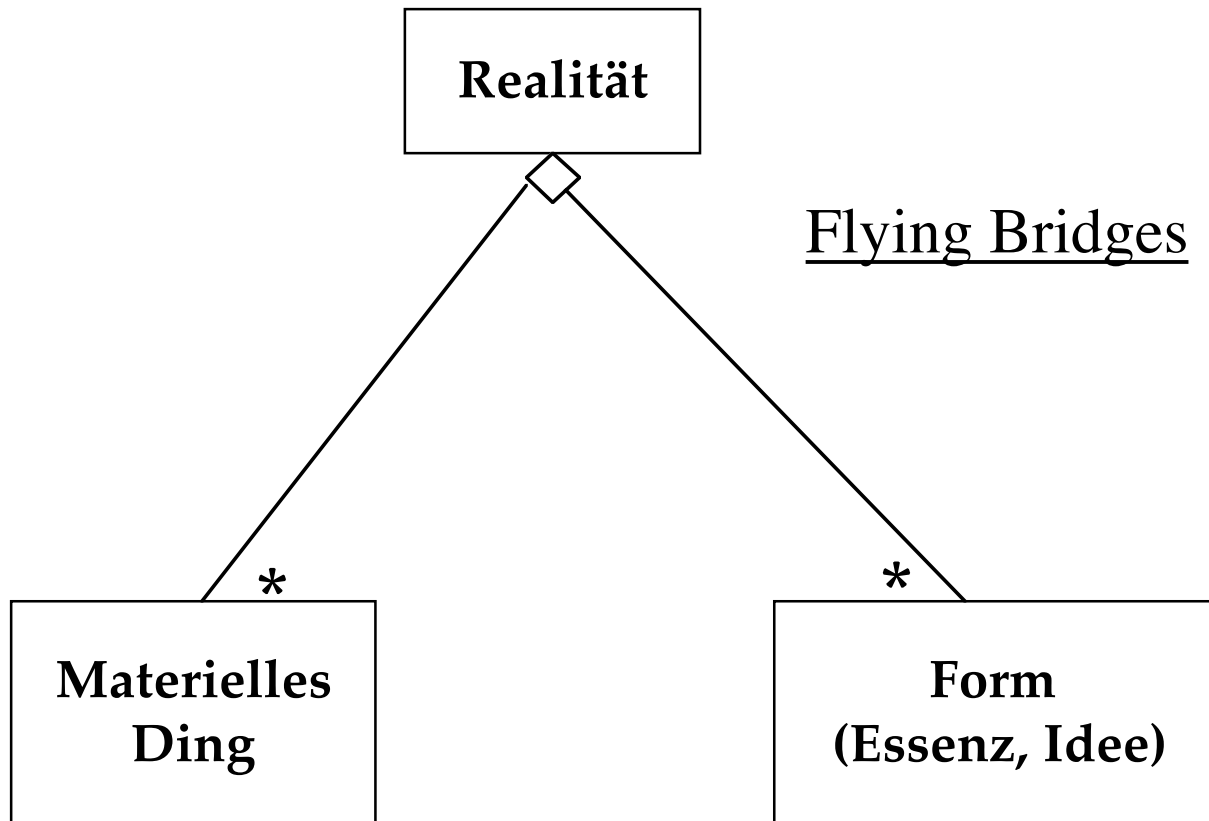 Realität
Flying Bridges
*
*
Materielles
Ding
Form
(Essenz, Idee)